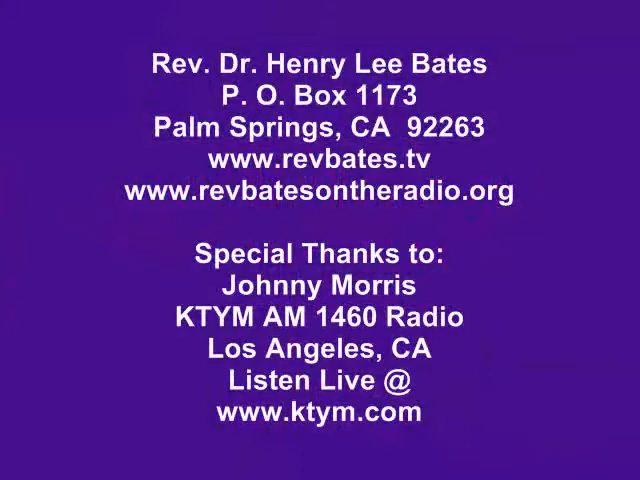 Rev. Dr. Henry Lee Bates
P. O. Box 1173
Palm Springs, CA  92263
www.revbates.tv
www.revbatesontheradio.org
Special Thanks to:
Johnny Morris
KTYM AM 1460 Radio
Los Angeles, CA
Listen Live @
www.ktym.com